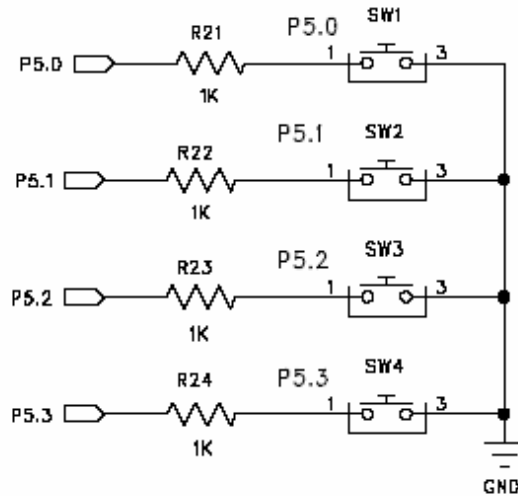 SW1
R21
P5.0
P5.0
1
3
1K
SW2
R22
P5.1
P5.1
1
3
1K
SW3
R23
P5.2
P5.2
1
3
1K
SW4
R24
P5.3
P5.3
1
3
1K
GND